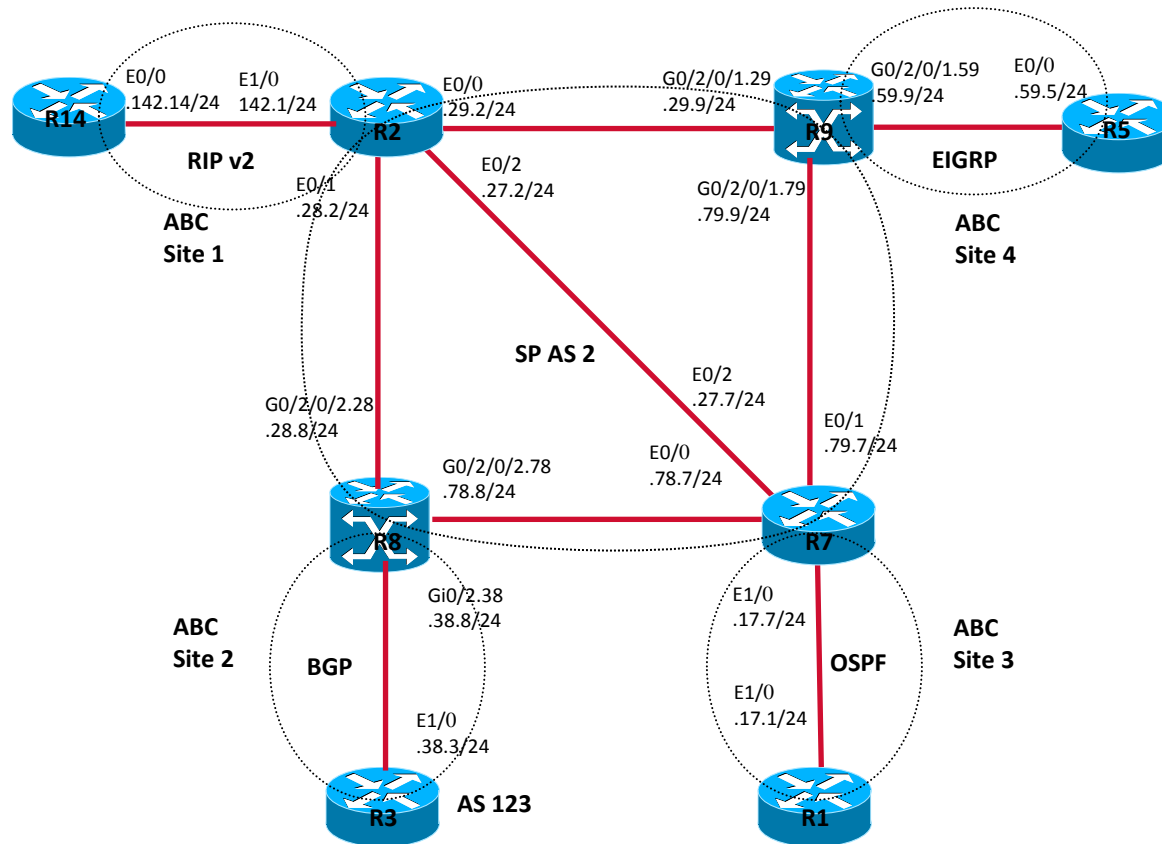 E0/0
.142.14/24
E1/0
142.1/24
E0/0
.29.2/24
G0/2/0/1.29
.29.9/24
G0/2/0/1.59
.59.9/24
E0/0
.59.5/24
R14
R2
R9
R5
RIP v2
EIGRP
E0/1
.28.2/24
E0/2
.27.2/24
G0/2/0/1.79
.79.9/24
ABC
Site 1
ABC
Site 4
SP AS 2
E0/2
.27.7/24
G0/2/0/2.28
.28.8/24
E0/1
.79.7/24
G0/2/0/2.78
.78.8/24
E0/0
.78.7/24
R8
R7
Gi0/2.38
.38.8/24
E1/0
.17.7/24
ABC
Site 2
BGP
OSPF
ABC
Site 3
E1/0
.38.3/24
E1/0
.17.1/24
R3
AS 123
R1